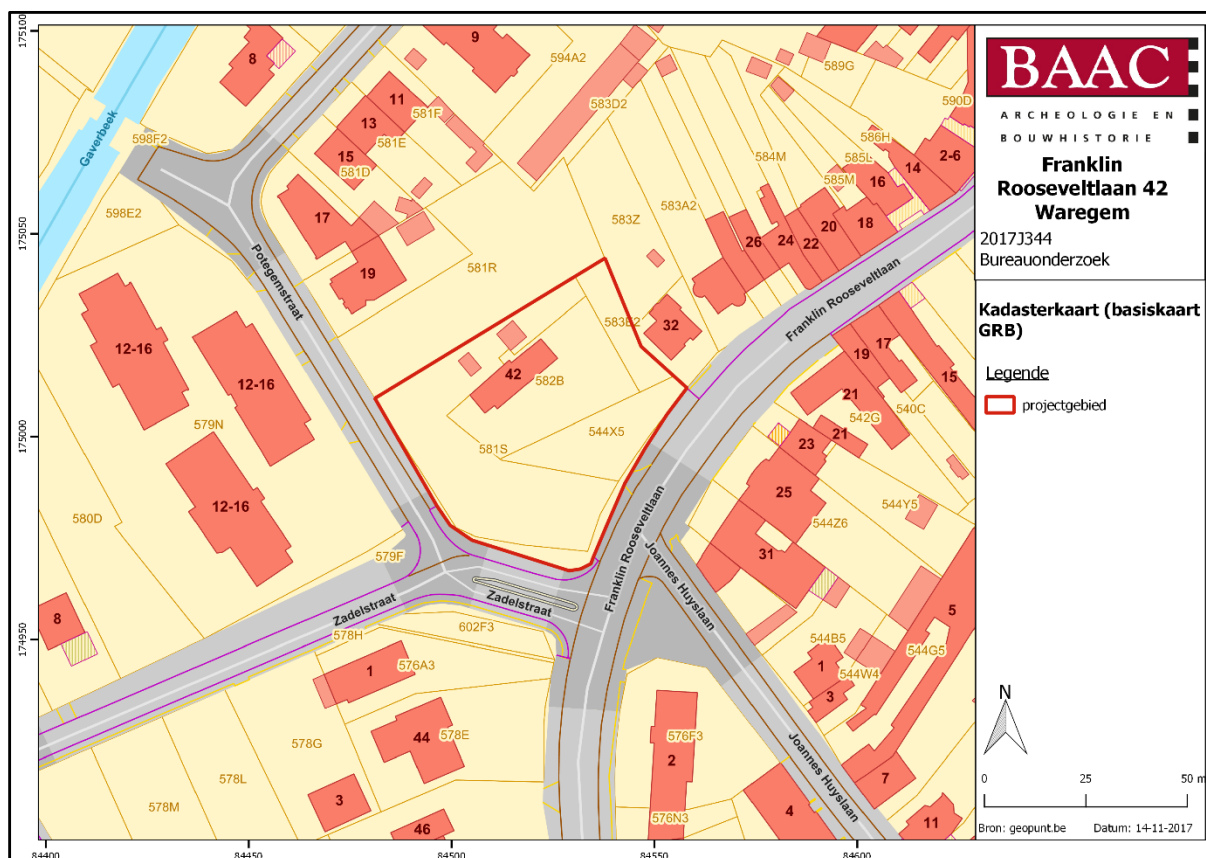 BAAC
ARCHEOLOGIE EN
BOUWHISTORIE
Franklin
Rooseveltlaan 42
Waregem
2017J344
Bureauonderzoek
Kadasterkaart (basiskaart
GRB)
Legende
projectgebied
N
0 25 50 m
Bron: geopunt.be Datum: 14-11-2017
175100
175050
175000
174950
84400
84450
84500
84550
84600
Gaverbeek
8
9
594A2
589G
590D
598F2
11
581F
13
581E
15
581D
583D2
586H
584M
585L
585M
14
2-6
16
18
20
22
24
26
598E2
17
19
581R
583Z
583A2
Potegemstraat
Franklin Rooseveltlaan
583E2
32
12-16
12-16
12-16
579N
42
582B
581S
544X5
19
17
15
21
542G
540C
21
23
25
544Y5
544Z6
31
580D
579F
Franklin Rooseveltlaan
Joannes Huyslaan
Zadelstraat
Zadelstraat
8
578H
602F3
1
576A3
5
544B5
544G5
1
544W4
3
578G
44
578E
576F3
2
Joannes Huyslaan
578L
578M
3
46
576N3
4
7
11